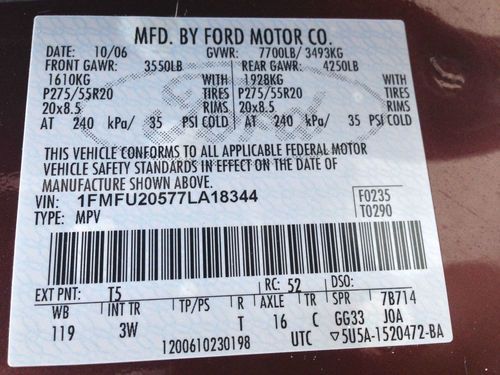 MFD. BY FORD MOTOR CO.
DATE: 10/06 GVWR: 7700LB/ 3493KG
FRONT GAWR: 3550LB REAR GAWR: 4250LB
1610KG WITH 1928KG WITH
P275/55R20 TIRES P275/55R20 TIRES
20x8.5 RIMS 20x8.5 RIMS
AT 240 kPa/ 35 PSI COLD AT 240 kPa/ 35 PSI COLD
THIS VEHICLE CONFORMS TO ALL APPLICABLE FEDERAL MOTOR
VEHICLE SAFETY STANDARDS IN EFFECT ON THE DATE OF
MANUFACTURE SHOWN ABOVE.
VIN: 1FMFU20577LA18344 F0235
TYPE: MPV T0290
EXT PNT: T5 RC: 52 DSO:
WB INT TR TP/PS R AXLE TR SPR 7B714
119 3W T 16 C GG33 JOA
1200610230198 UTC ▽5U5A-1520472-BA
Ford